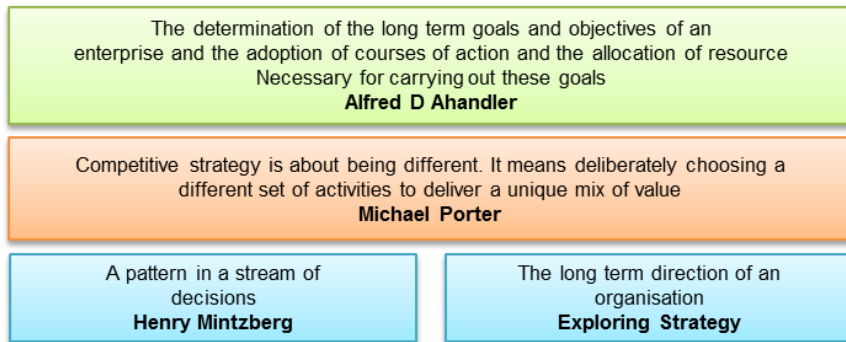 The determination of the long term goals and objectives of an
enterprise and the adoption of courses of action and the allocation of resource
Necessary for carrying out these goals
Alfred D Ahandler
Competitive strategy is about being different. It means deliberately choosing a
different set of activities to deliver a unique mix of value
Michael Porter
A pattern in a stream of
decisions
Henry Mintzberg
The long term direction of an
organisation
Exploring Strategy